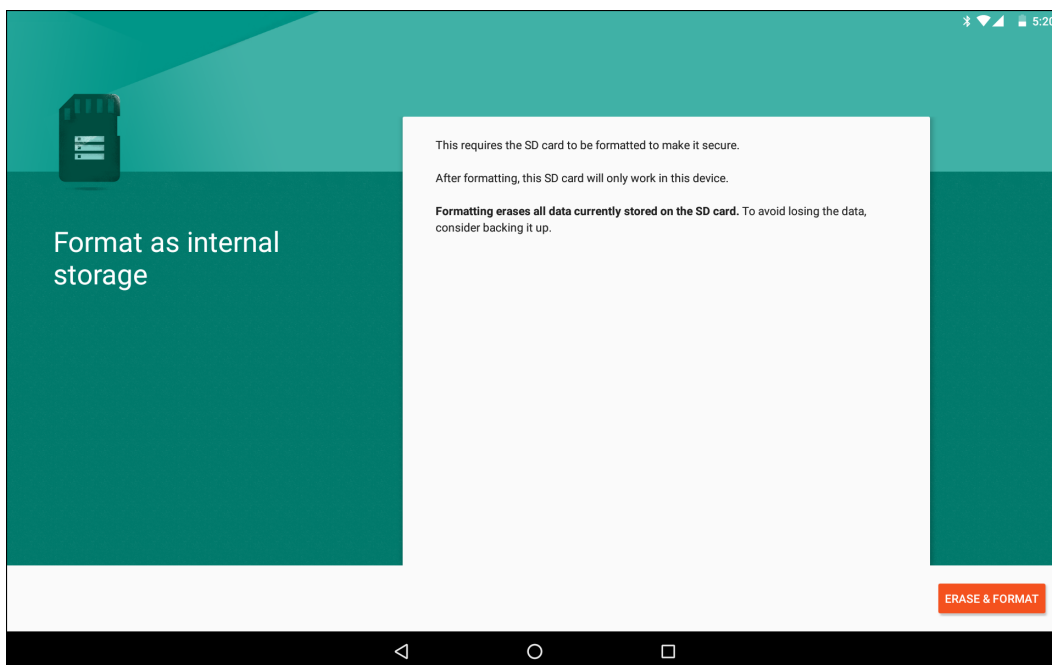 5:20
Format as internal
storage
This requires the SD card to be formatted to make it secure.
After formatting, this SD card will only work in this device.
Formatting erases all data currently stored on the SD card. To avoid losing the data,
consider backing it up.
ERASE & FORMAT